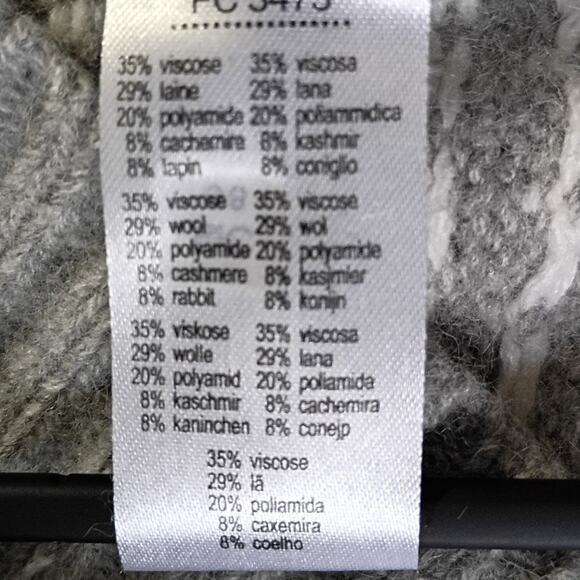 FC 3475
35% viscose 35% viscosa
29% laine 29% lana
20% polyamide 20% poliammidica
8% cachemire 8% kashmir
8% lapin 8% coniglio
35% viscose 35% viscose
29% wool 29% wol
20% polyamide 20% polyamide
8% cashmere 8% kasjmier
8% rabbit 8% konijn
35% viskose 35% viscosa
29% wolle 29% lana
20% polyamid 20% poliamida
8% kaschmir 8% cachemira
8% kaninchen 8% conejp
35% viscose
29% lã
20% poliamida
8% caxemira
8% coelho